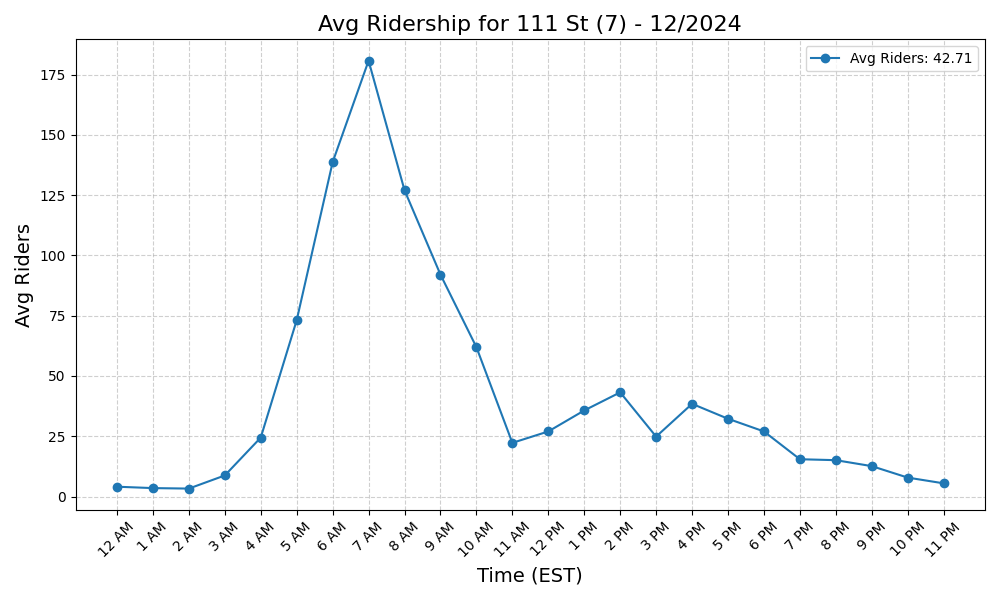 Avg Ridership for 111 St (7) - 12/2024
Avg Riders: 42.71
Avg Riders
175
150
125
100
75
50
25
0
12 AM
1 AM
2 AM
3 AM
4 AM
5 AM
6 AM
7 AM
8 AM
9 AM
10 AM
11 AM
12 PM
1 PM
2 PM
3 PM
4 PM
5 PM
6 PM
7 PM
8 PM
9 PM
10 PM
11 PM
Time (EST)